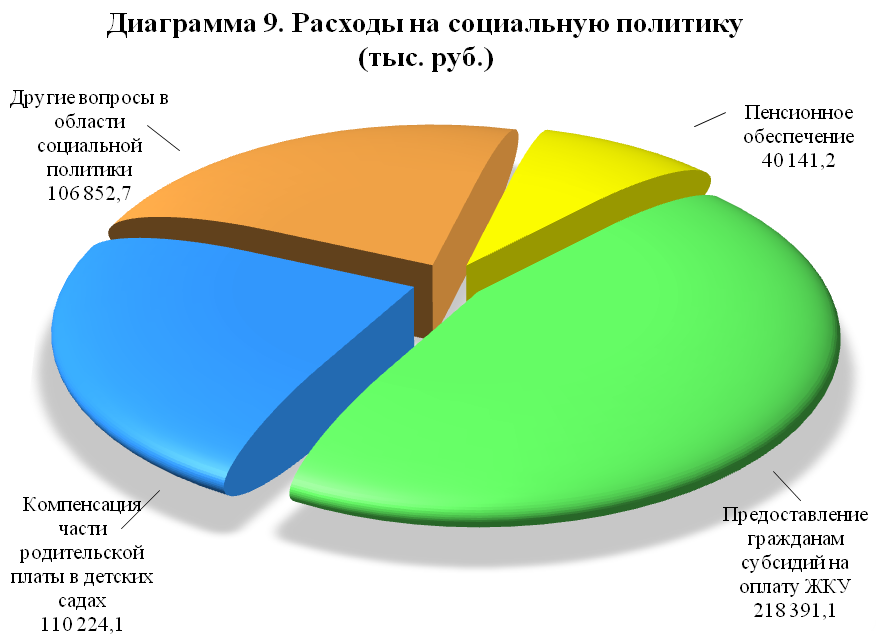 Диаграмма 9. Расходы на социальную политику
(тыс. руб.)
Другие вопросы в
области
социальной
политики
106 852,7
Пенсионное
обеспечение
40 141,2
Компенсация
части
родительской
платы в детских
садах
110 224,1
Предоставление
гражданам
субсидий на
оплату ЖКУ
218 391,1